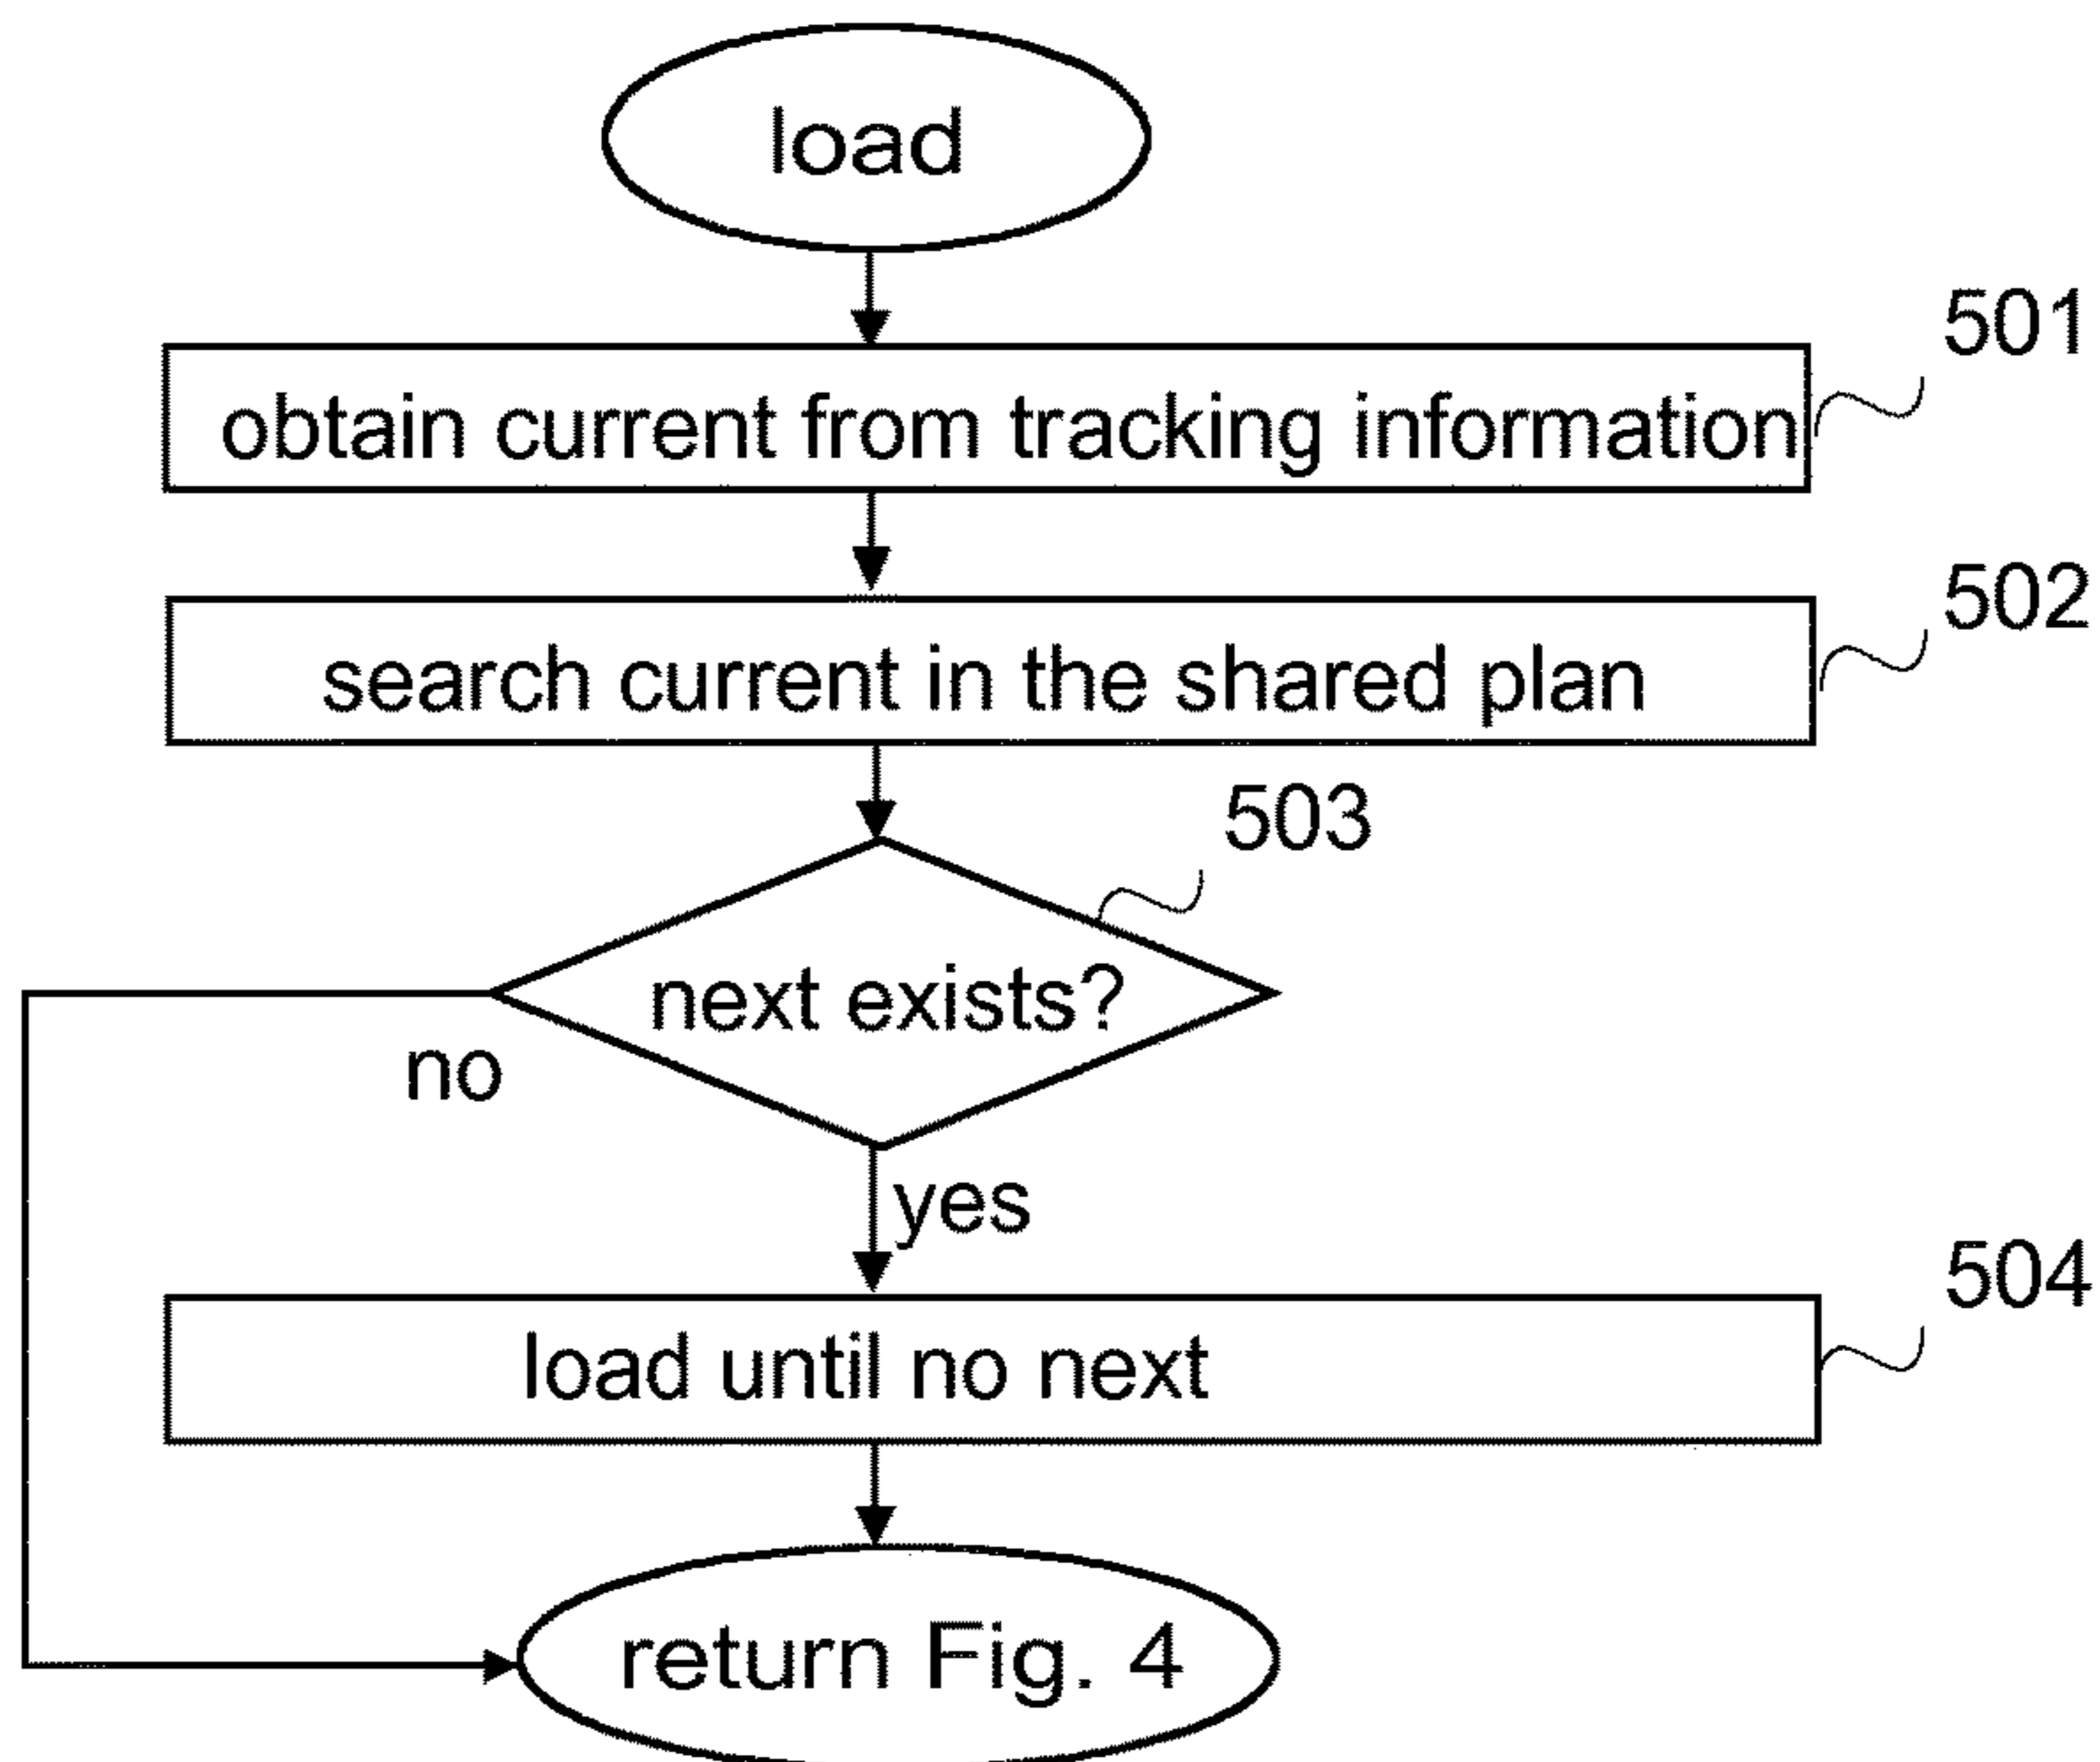 load
501
obtain current from tracking information
502
search current in the shared plan
503
next exists?
no
yes
504
load until no next
return Fig. 4